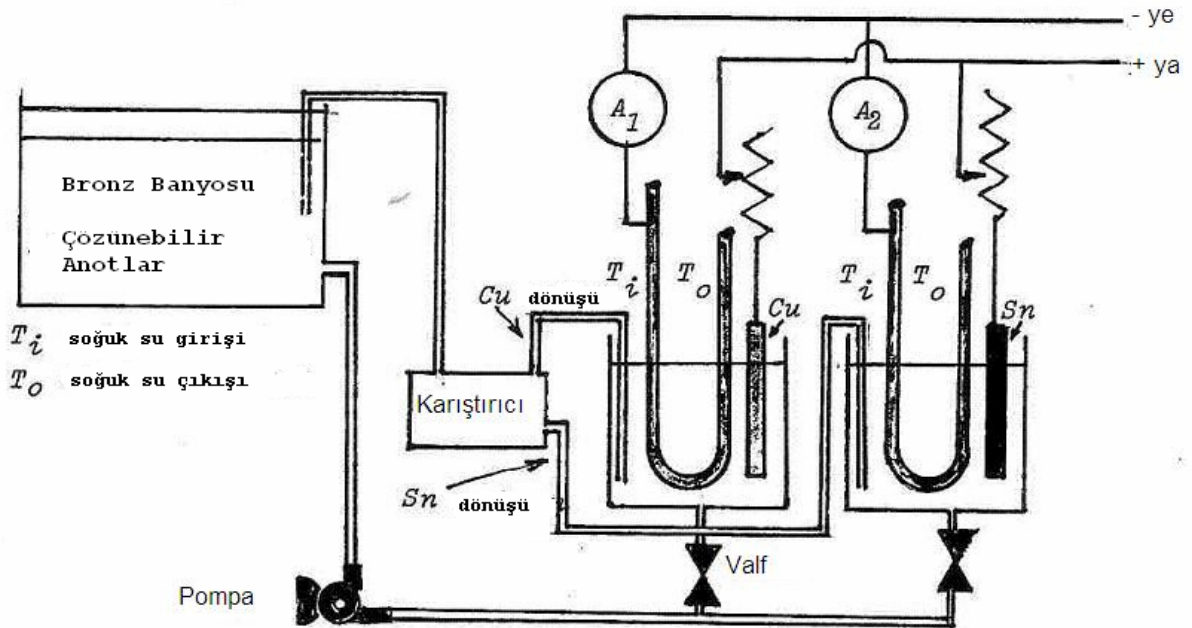 - ye
+ ya
A1
A2
Bronz Banyosu
Çözünebilir
Anotlar
Ti soğuk su girişi
To soğuk su çıkışı
Cu dönüşü
Karıştırıcı
Sn dönüşü
Ti To
Cu
Ti To
Sn
Valf
Pompa